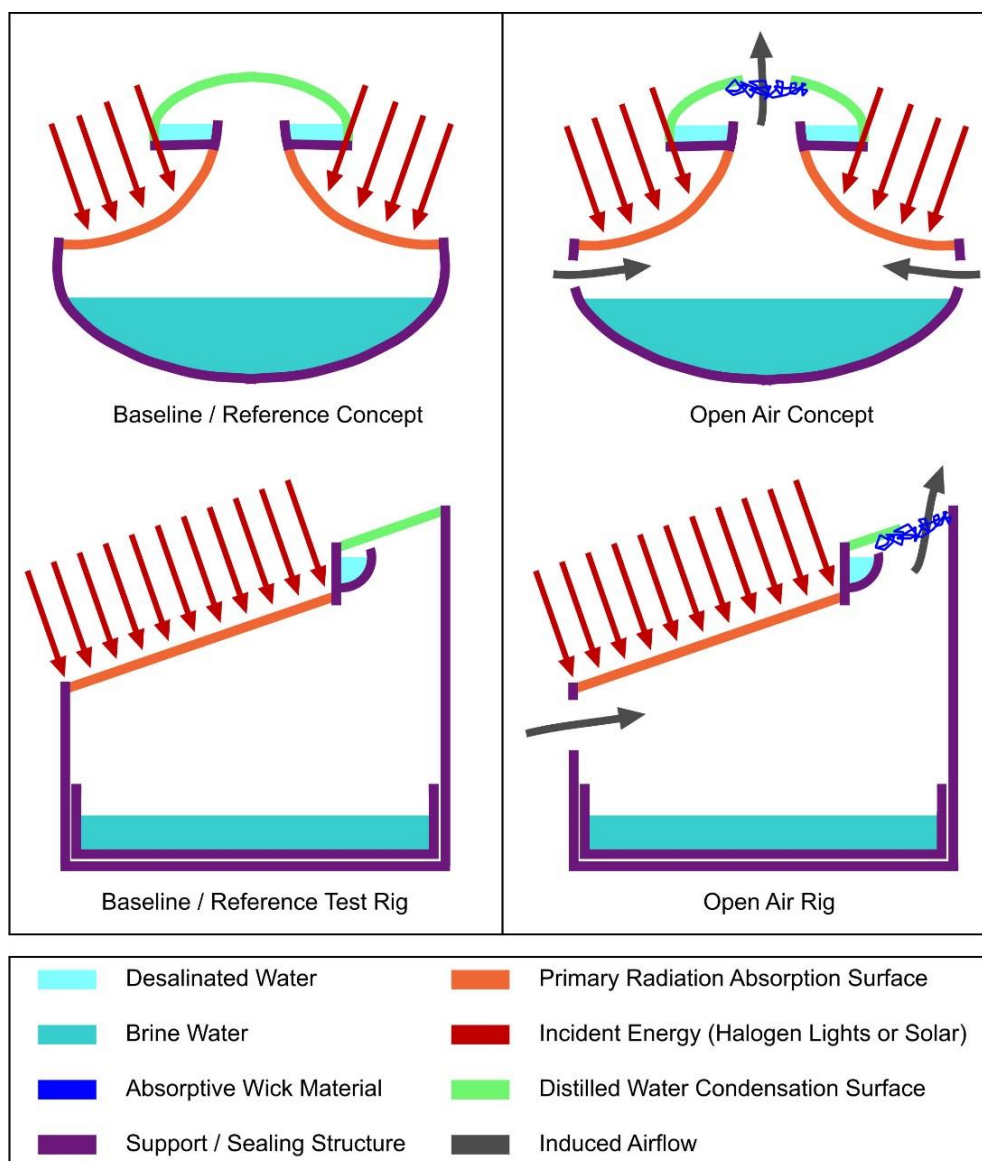 Baseline / Reference Concept
Open Air Concept
Baseline / Reference Test Rig
Open Air Rig
Desalinated Water
Primary Radiation Absorption Surface
Brine Water
Incident Energy (Halogen Lights or Solar)
Absorptive Wick Material
Distilled Water Condensation Surface
Support / Sealing Structure
Induced Airflow